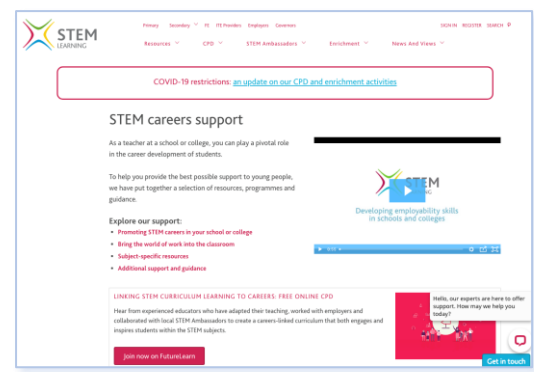 STEM
LEARNING
Primary Secondary FE ITE Providers Employers Governors
SIGN IN REGISTER SEARCH
Resources CPD STEM Ambassadors Enrichment News And Views
COVID-19 restrictions: an update on our CPD and enrichment activities
STEM careers support
As a teacher at a school or college, you can play a pivotal role
in the career development of students.
To help you provide the best possible support to young people,
we have put together a selection of resources, programmes and
guidance.
Explore our support:
• Promoting STEM careers in your school or college
• Bring the world of work into the classroom
• Subject-specific resources
• Additional support and guidance
STEM
Developing employability skills
in schools and colleges
LINKING STEM CURRICULUM LEARNING TO CAREERS: FREE ONLINE CPD
Hear from experienced educators who have adapted their teaching, worked with employers and
collaborated with local STEM Ambassadors to create a careers-linked curriculum that both engages and
inspires students within the STEM subjects.
Join now on FutureLearn
Hello, our experts are here to offer
support. How may we help you
today?
Get in touch